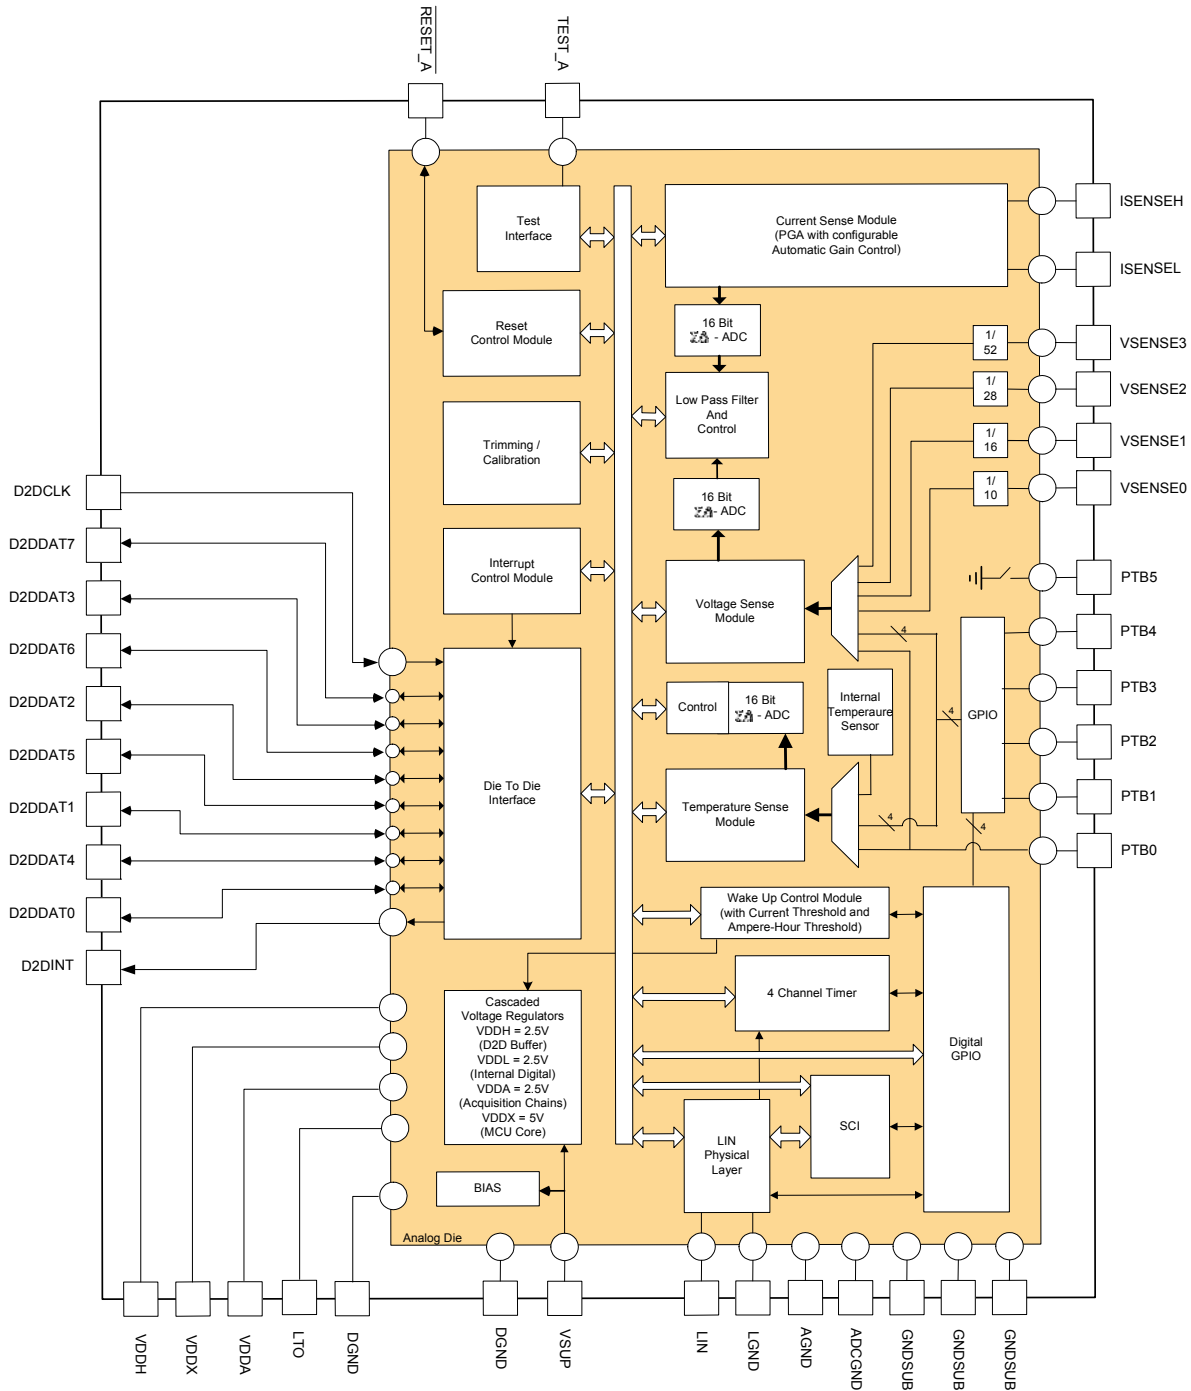 RESET_A
TEST_A
Test
Interface
Current Sense Module
(PGA with configurable
Automatic Gain Control)
ISENSEH
ISENSEL
Reset
Control Module
16 Bit
ΣΔ - ADC
1/
52
VSENSE3
1/
28
VSENSE2
Low Pass Filter
And
Control
1/
16
VSENSE1
Trimming /
Calibration
1/
10
VSENSE0
16 Bit
ΣΔ- ADC
D2DCLK
D2DDAT7
D2DDAT3
D2DDAT6
D2DDAT2
D2DDAT5
D2DDAT1
D2DDAT4
D2DDAT0
D2DINT
Interrupt
Control Module
Voltage Sense
Module
PTB5
PTB4
PTB3
PTB2
PTB1
PTB0
4
4
4
4
GPIO
Control
16 Bit
ΣΔ - ADC
Internal
Temperaure
Sensor
Die To Die
Interface
Temperature Sense
Module
Wake Up Control Module
(with Current Threshold and
Ampere-Hour Threshold)
Cascaded
Voltage Regulators
VDDH = 2.5V
(D2D Buffer)
VDDL = 2.5V
(Internal Digital)
VDDA = 2.5V
(Acquisition Chains)
VDDX = 5V
(MCU Core)
4 Channel Timer
Digital
GPIO
SCI
LIN
Physical
Layer
BIAS
Analog Die
VDDH
VDDX
VDDA
LTO
DGND
DGND
VSUP
LIN
LGND
AGND
ADCGND
GNDSUB
GNDSUB
GNDSUB